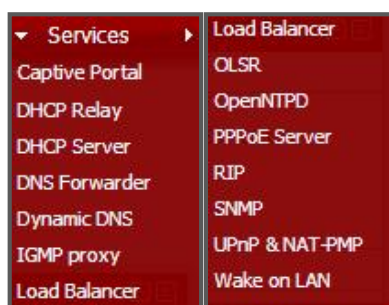 Services
Captive Portal
DHCP Relay
DHCP Server
DNS Forwarder
Dynamic DNS
IGMP proxy
Load Balancer
Load Balancer
OLSR
OpenNTPD
PPPoE Server
RIP
SNMP
UPnP & NAT-PMP
Wake on LAN